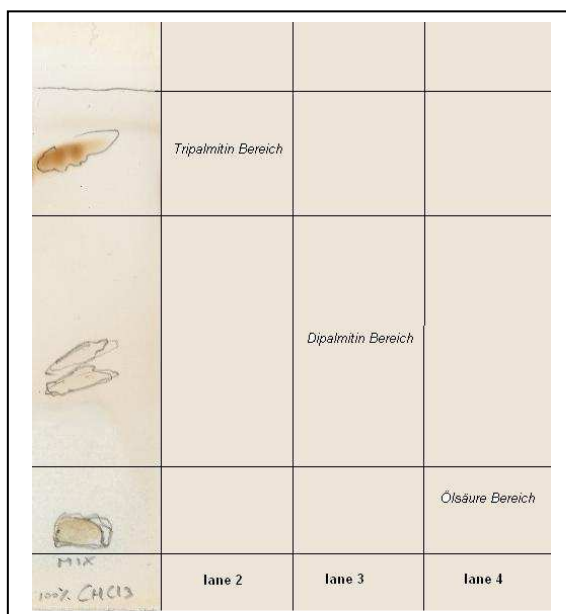 Tripalmitin Bereich
Dipalmitin Bereich
Ölsäure Bereich
MIX
100% CHCl3
lane 2
lane 3
lane 4